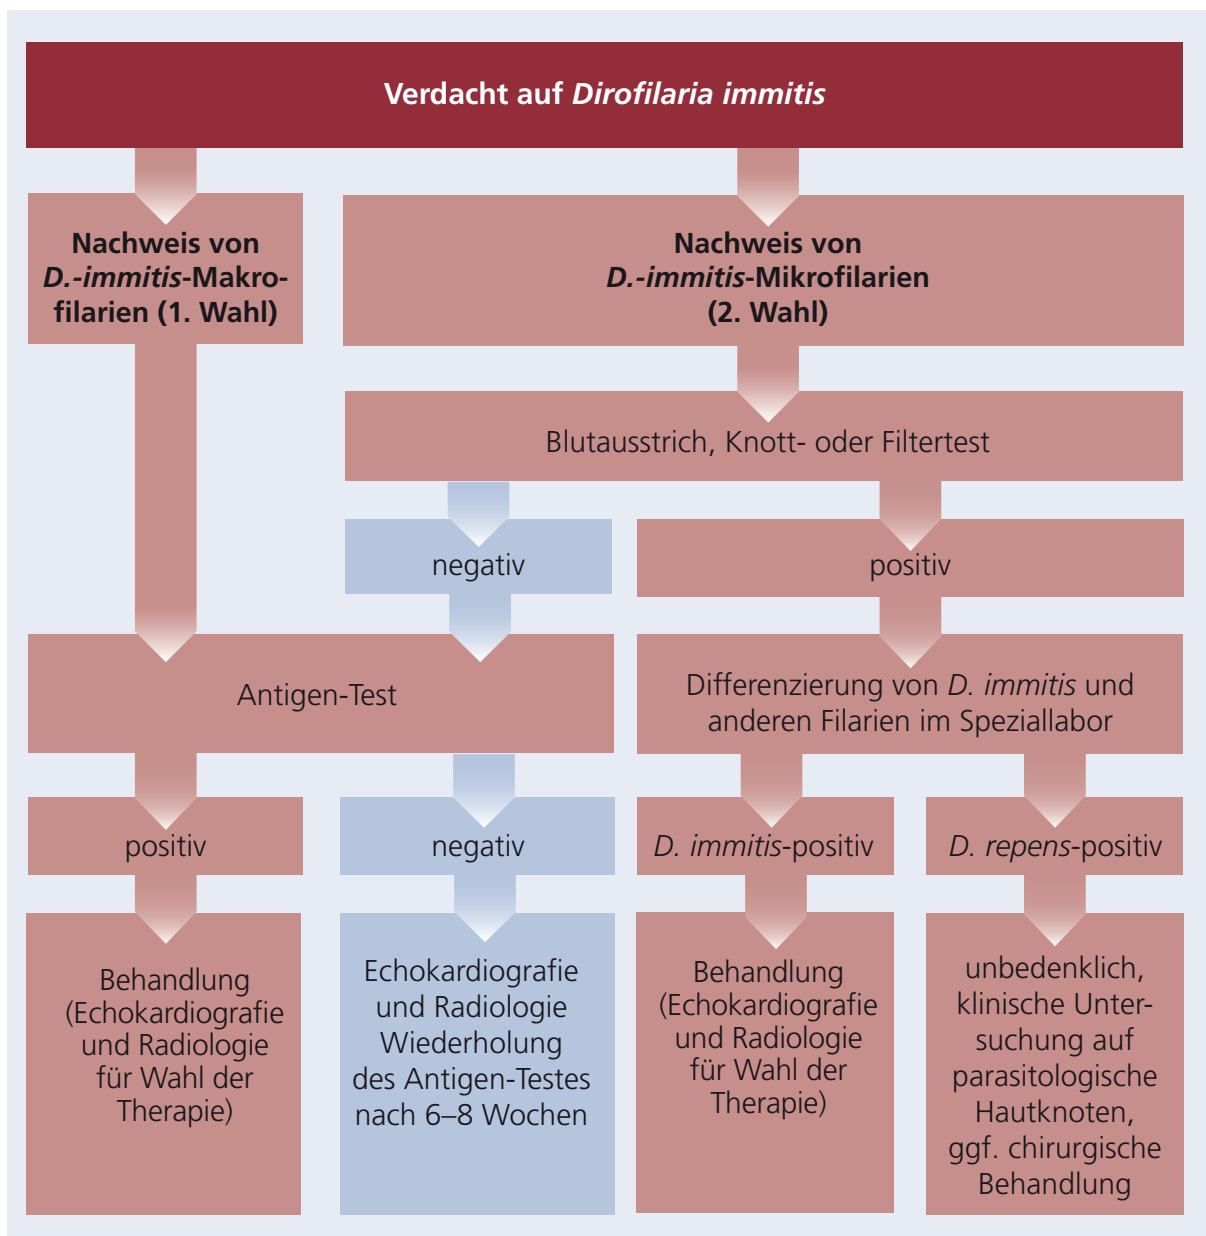 Verdacht auf Dirofilaria immitis
Nachweis von
D.-immitis-Makro-
filarien (1. Wahl)
Nachweis von
D.-immitis-Mikrofilarien
(2. Wahl)
Blutausstrich, Knott- oder Filtertest
negativ
positiv
Antigen-Test
Differenzierung von D. immitis und
anderen Filarien im Speziallabor
positiv
negativ
D. immitis-positiv
D. repens-positiv
Behandlung
(Echokardiografie
und Radiologie
für Wahl der
Therapie)
Echokardiografie
und Radiologie
Wiederholung
des Antigen-Testes
nach 6–8 Wochen
Behandlung
(Echokardiografie
und Radiologie
für Wahl der
Therapie)
unbedenklich,
klinische Unter-
suchung auf
parasitologische
Hautknoten,
ggf. chirurgische
Behandlung